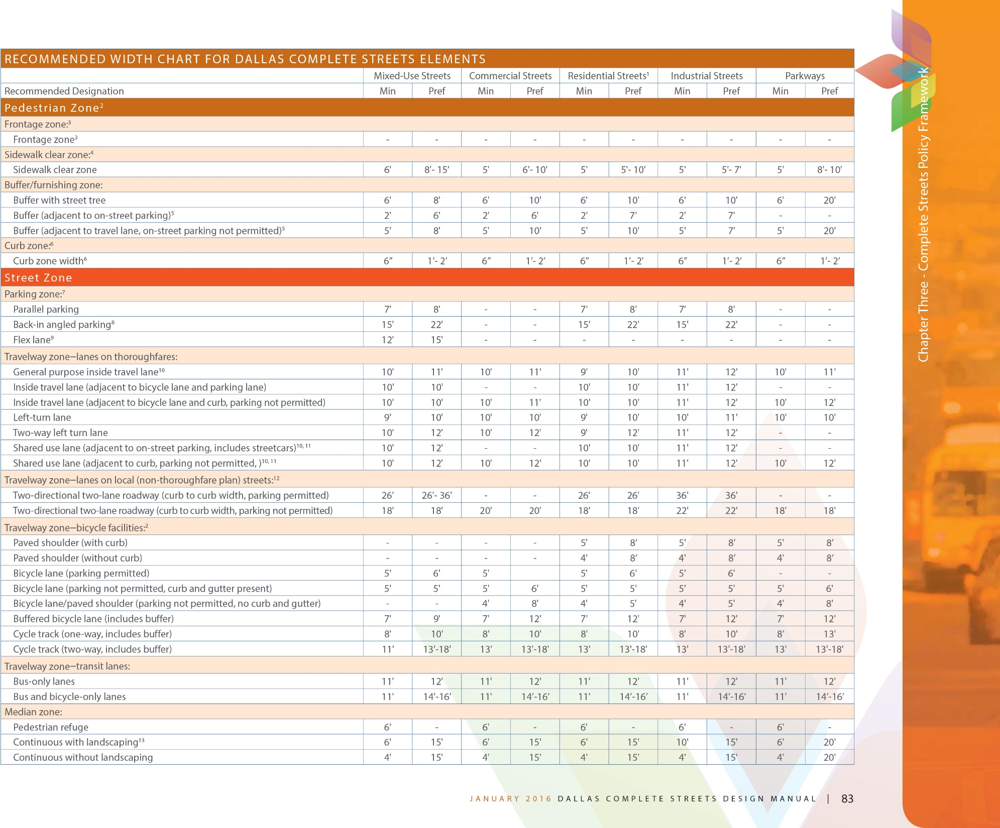 RECOMMENDED WIDTH CHART FOR DALLAS COMPLETE STREETS ELEMENTS
Mixed-Use Streets Commercial Streets Residential Streets¹ Industrial Streets Parkways
Recommended Designation Min Pref Min Pref Min Pref Min Pref Min Pref
Pedestrian Zone²
Frontage zone:³
Frontage zone³ - - - - - - - - - -
Sidewalk clear zone:⁴
Sidewalk clear zone 6' 8'- 15' 5' 6'- 10' 5' 5'- 10' 5' 5'- 7' 5' 8'- 10'
Buffer/furnishing zone:
Buffer with street tree 6' 8' 6' 10' 6' 10' 6' 10' 6' 20'
Buffer (adjacent to on-street parking)⁵ 2' 6' 2' 6' 2' 7' 2' 7' - -
Buffer (adjacent to travel lane, on-street parking not permitted)⁵ 5' 8' 5' 10' 5' 10' 5' 7' 5' 20'
Curb zone:⁶
Curb zone width⁶ 6” 1’- 2’ 6” 1’- 2’ 6” 1’- 2’ 6” 1’- 2’ 6” 1’- 2’
Street Zone
Parking zone:⁷
Parallel parking 7' 8' - - 7' 8' 7' 8' - -
Back-in angled parking⁸ 15' 22' - - 15' 22' 15' 22' - -
Flex lane⁹ 12' 15' - - - - - - - -
Travelway zone–lanes on thoroughfares:
General purpose inside travel lane¹⁰ 10' 11' 10' 11' 9' 10' 11' 12' 10' 11'
Inside travel lane (adjacent to bicycle lane and parking lane) 10' 10' - - 10' 10' 11' 12' - -
Inside travel lane (adjacent to bicycle lane and curb, parking not permitted) 10' 10' 10' 11' 10' 10' 11' 12' 10' 12'
Left-turn lane 9' 10' 10' 10' 9' 10' 10' 11' 10' 10'
Two-way left turn lane 10' 12' 10' 12' 9' 12' 11' 12' - -
Shared use lane (adjacent to on-street parking, includes streetcars)¹⁰, ¹¹ 10' 12' - - 10' 10' 11' 12' - -
Shared use lane (adjacent to curb, parking not permitted, )¹⁰, ¹¹ 10' 12' 10' 12' 10' 10' 11' 12' 10' 12'
Travelway zone–lanes on local (non-thoroughfare plan) streets:¹²
Two-directional two-lane roadway (curb to curb width, parking permitted) 26' 26'- 36' - - 26' 26' 36' 36' - -
Two-directional two-lane roadway (curb to curb width, parking not permitted) 18' 18' 20' 20' 18' 18' 22' 22' 18' 18'
Travelway zone–bicycle facilities:²
Paved shoulder (with curb) - - - - 5' 8’ 5' 8’ 5' 8’
Paved shoulder (without curb) - - - - 4' 8’ 4' 8’ 4' 8’
Bicycle lane (parking permitted) 5' 6' 5' 5' 6' 5' 6' - -
Bicycle lane (parking not permitted, curb and gutter present) 5' 5' 5' 6' 5' 5' 5' 5' 5' 6'
Bicycle lane/paved shoulder (parking not permitted, no curb and gutter) - - 4' 8' 4' 5' 4' 5' 4' 8'
Buffered bicycle lane (includes buffer) 7' 9' 7' 12' 7' 12' 7' 12' 7' 12'
Cycle track (one-way, includes buffer) 8' 10' 8' 10' 8' 10' 8' 10' 8' 13'
Cycle track (two-way, includes buffer) 11' 13'-18' 13' 13'-18' 13' 13'-18' 13' 13'-18' 13' 13'-18'
Travelway zone–transit lanes:
Bus-only lanes 11' 12' 11' 12' 11' 12' 11' 12' 11' 12'
Bus and bicycle-only lanes 11' 14'-16’ 11' 14’-16’ 11' 14’-16’ 11' 14’-16’ 11' 14’-16’
Median zone:
Pedestrian refuge 6' - 6' - 6' - 6' - 6' -
Continuous with landscaping¹³ 6' 15' 6' 15' 6' 15' 10' 15' 6' 20'
Continuous without landscaping 4' 15' 4' 15' 4' 15' 4' 15' 4' 20'
JANUARY 2016 DALLAS COMPLETE STREETS DESIGN MANUAL | 83
Chapter Three - Complete Streets Policy Framework